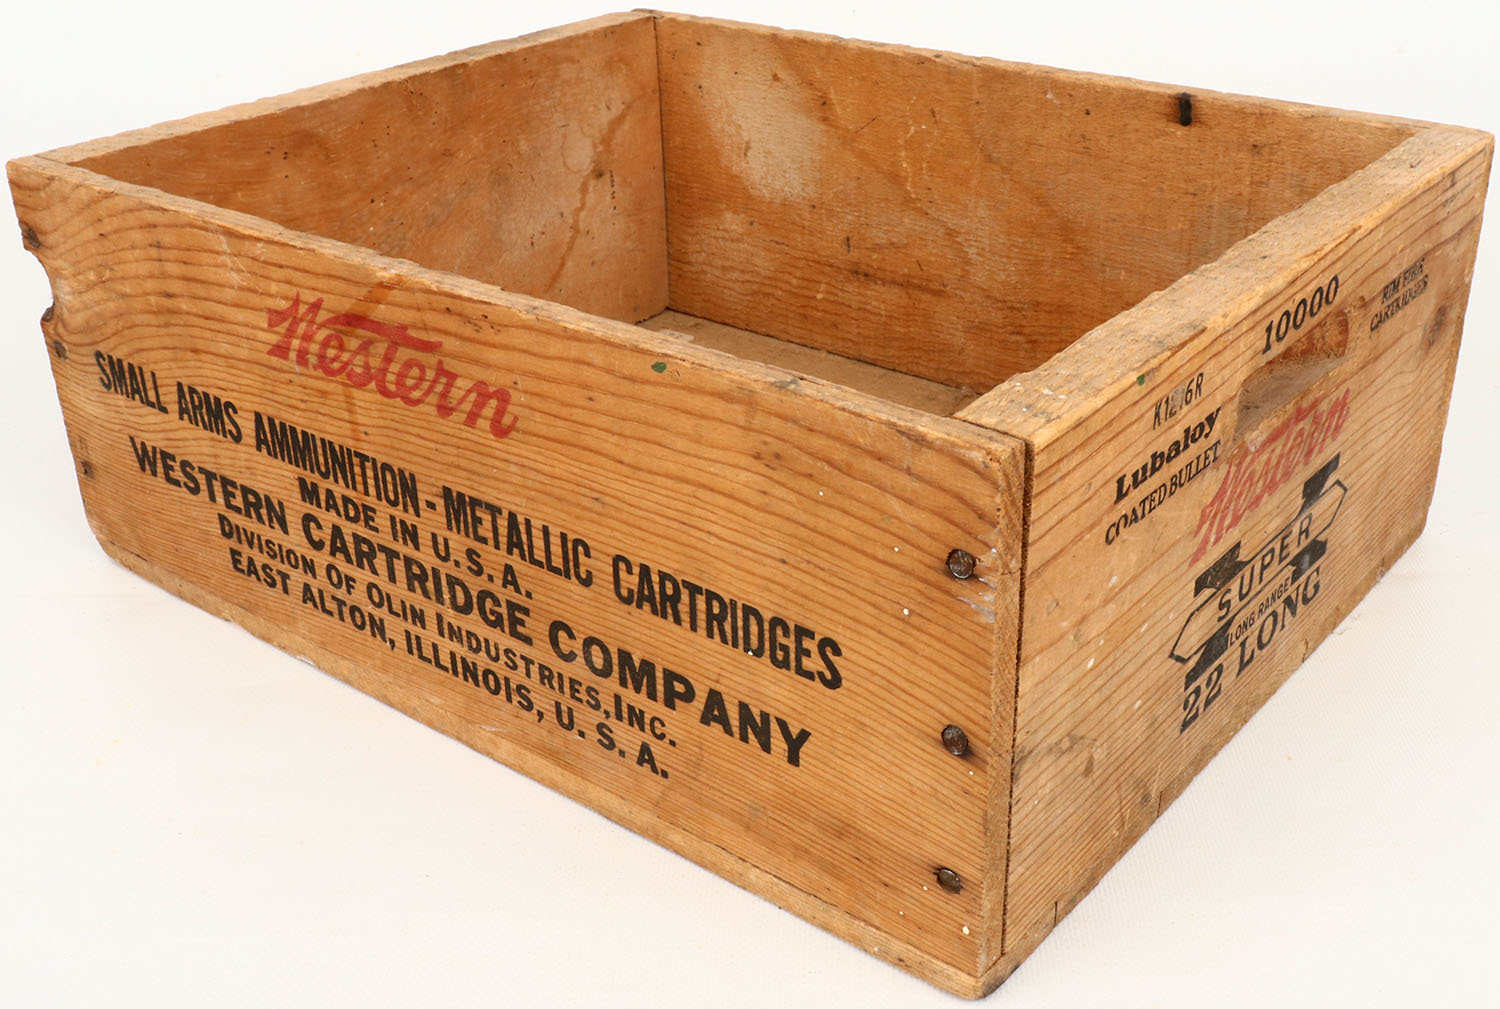 Western
SMALL ARMS AMMUNITION-METALLIC CARTRIDGES
MADE IN U.S.A.
WESTERN CARTRIDGE COMPANY
DIVISION OF OLIN INDUSTRIES, INC.
EAST ALTON, ILLINOIS, U.S.A.
10000
RIM FIRE
CARTRIDGES
K1276R
Lubaloy
COATED BULLET
Western
SUPER
LONG RANGE
22 LONG